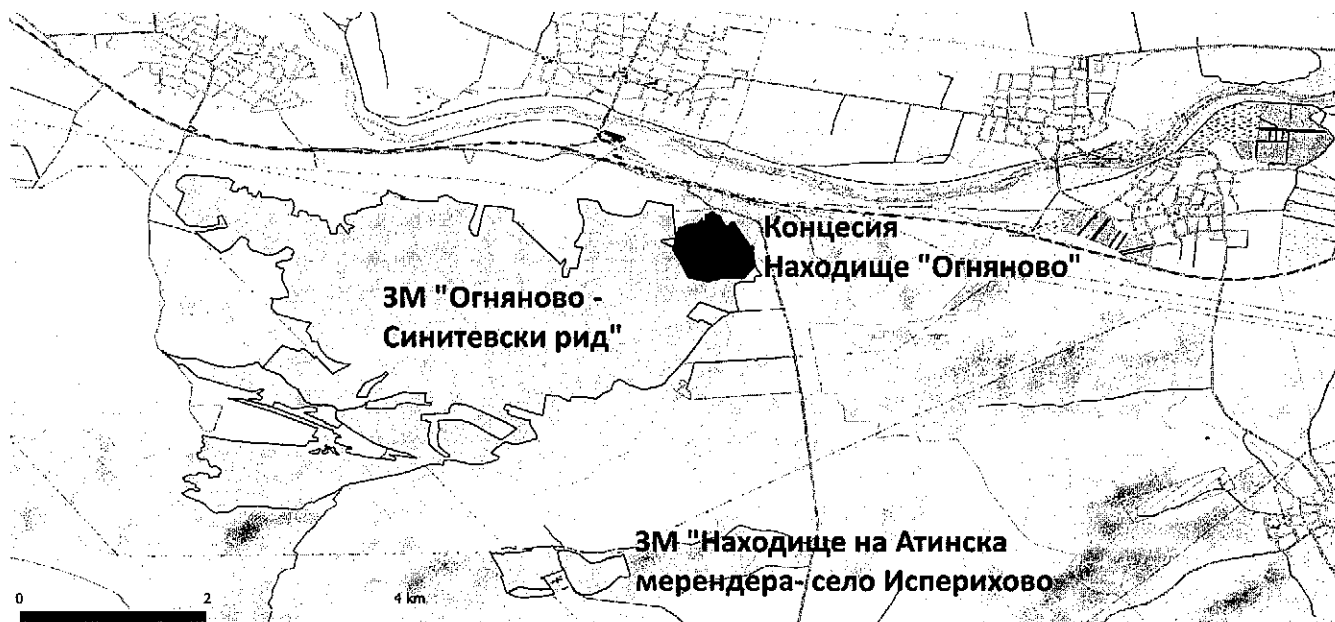 Концесия
Находище "Огняново"
ЗМ "Огняново -
Синитевски рид"
ЗМ "Находище на Атинска
мерендера- село Исперихово
0 2 4 km